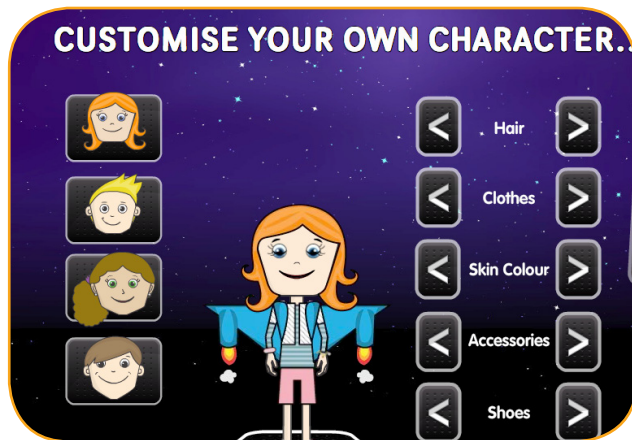 CUSTOMISE YOUR OWN CHARACTER..
Hair
Clothes
Skin Colour
Accessories
Shoes